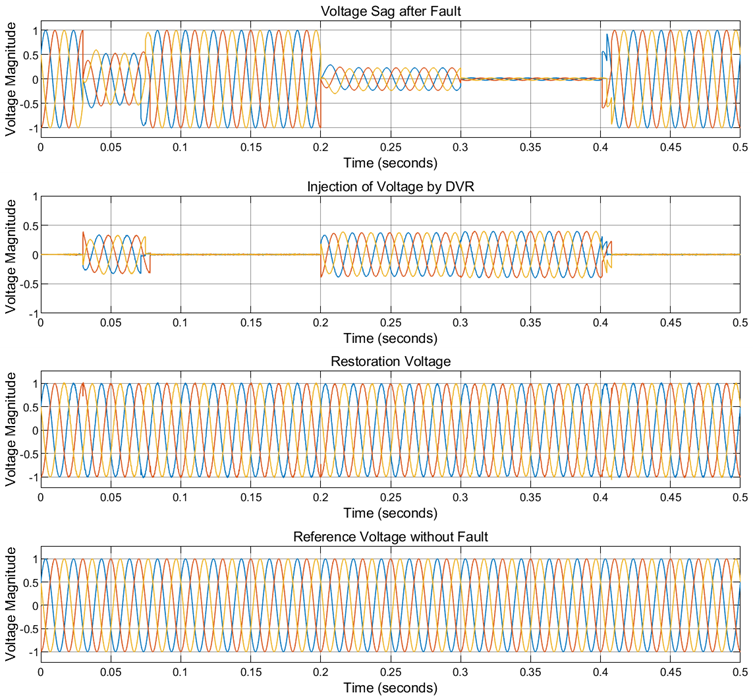 Voltage Sag after Fault
Voltage Magnitude
1
0.5
0
-0.5
-1
0 0.05 0.1 0.15 0.2 0.25 0.3 0.35 0.4 0.45 0.5
Time (seconds)
Injection of Voltage by DVR
Voltage Magnitude
1
0.5
0
-0.5
-1
0 0.05 0.1 0.15 0.2 0.25 0.3 0.35 0.4 0.45 0.5
Time (seconds)
Restoration Voltage
Voltage Magnitude
1
0.5
0
-0.5
-1
0 0.05 0.1 0.15 0.2 0.25 0.3 0.35 0.4 0.45 0.5
Time (seconds)
Reference Voltage without Fault
Voltage Magnitude
1
0.5
0
-0.5
-1
0 0.05 0.1 0.15 0.2 0.25 0.3 0.35 0.4 0.45 0.5
Time (seconds)